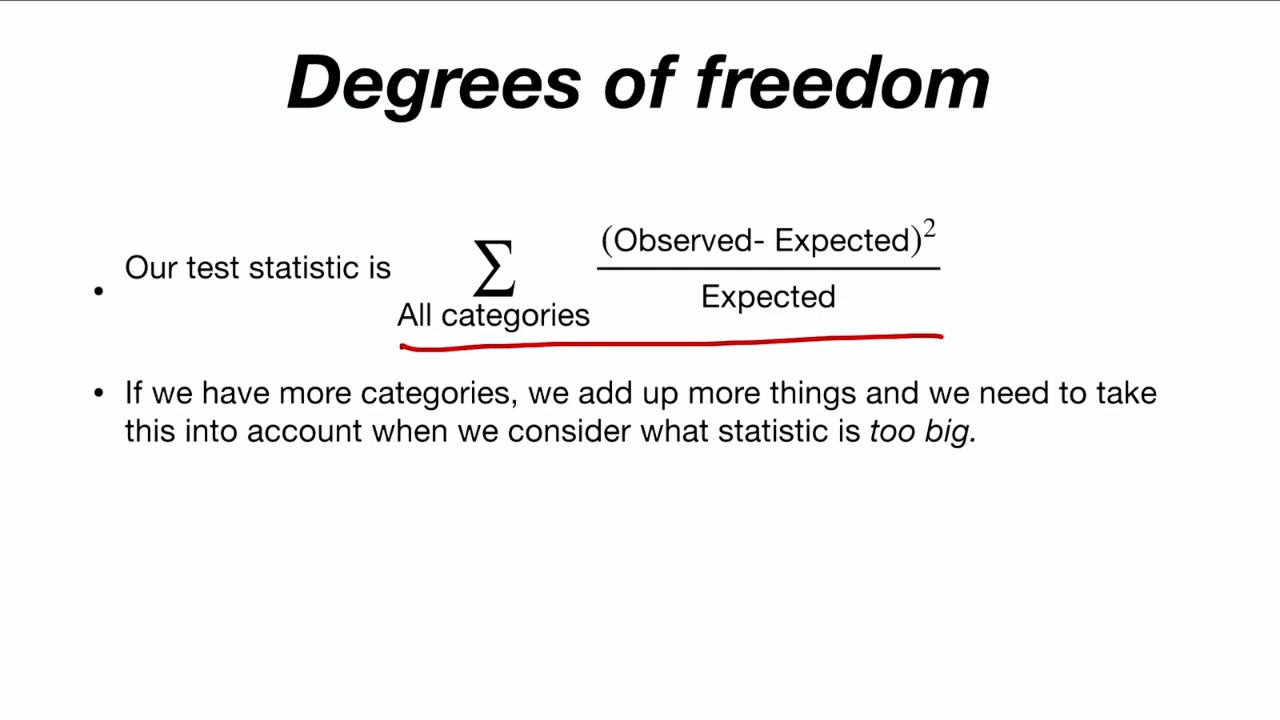 Degrees of freedom
• Our test statistic is ∑ All categories (Observed- Expected)² / Expected
• If we have more categories, we add up more things and we need to take
this into account when we consider what statistic is too big.